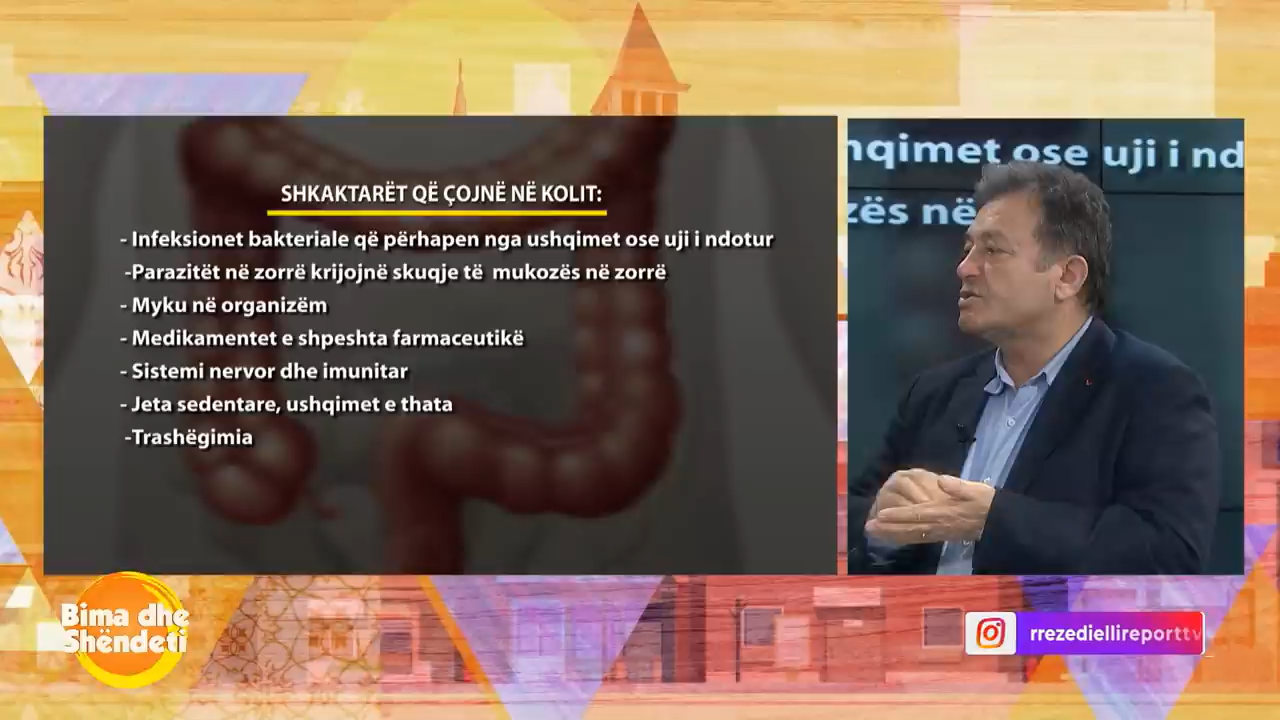 SHKAKTARËT QË ÇOJNË NË KOLIT:
- Infeksionet bakteriale që përhapen nga ushqimet ose uji i ndotur
-Parazitët në zorrë krijojnë skuqje të mukozës në zorrë
- Myku në organizëm
- Medikamentet e shpeshta farmaceutikë
- Sistemi nervor dhe imunitar
- Jeta sedentare, ushqimet e thata
-Trashëgimia
hqimet ose uji i nd
zës në
Bima dhe
Shëndeti
rrezediellireporttv